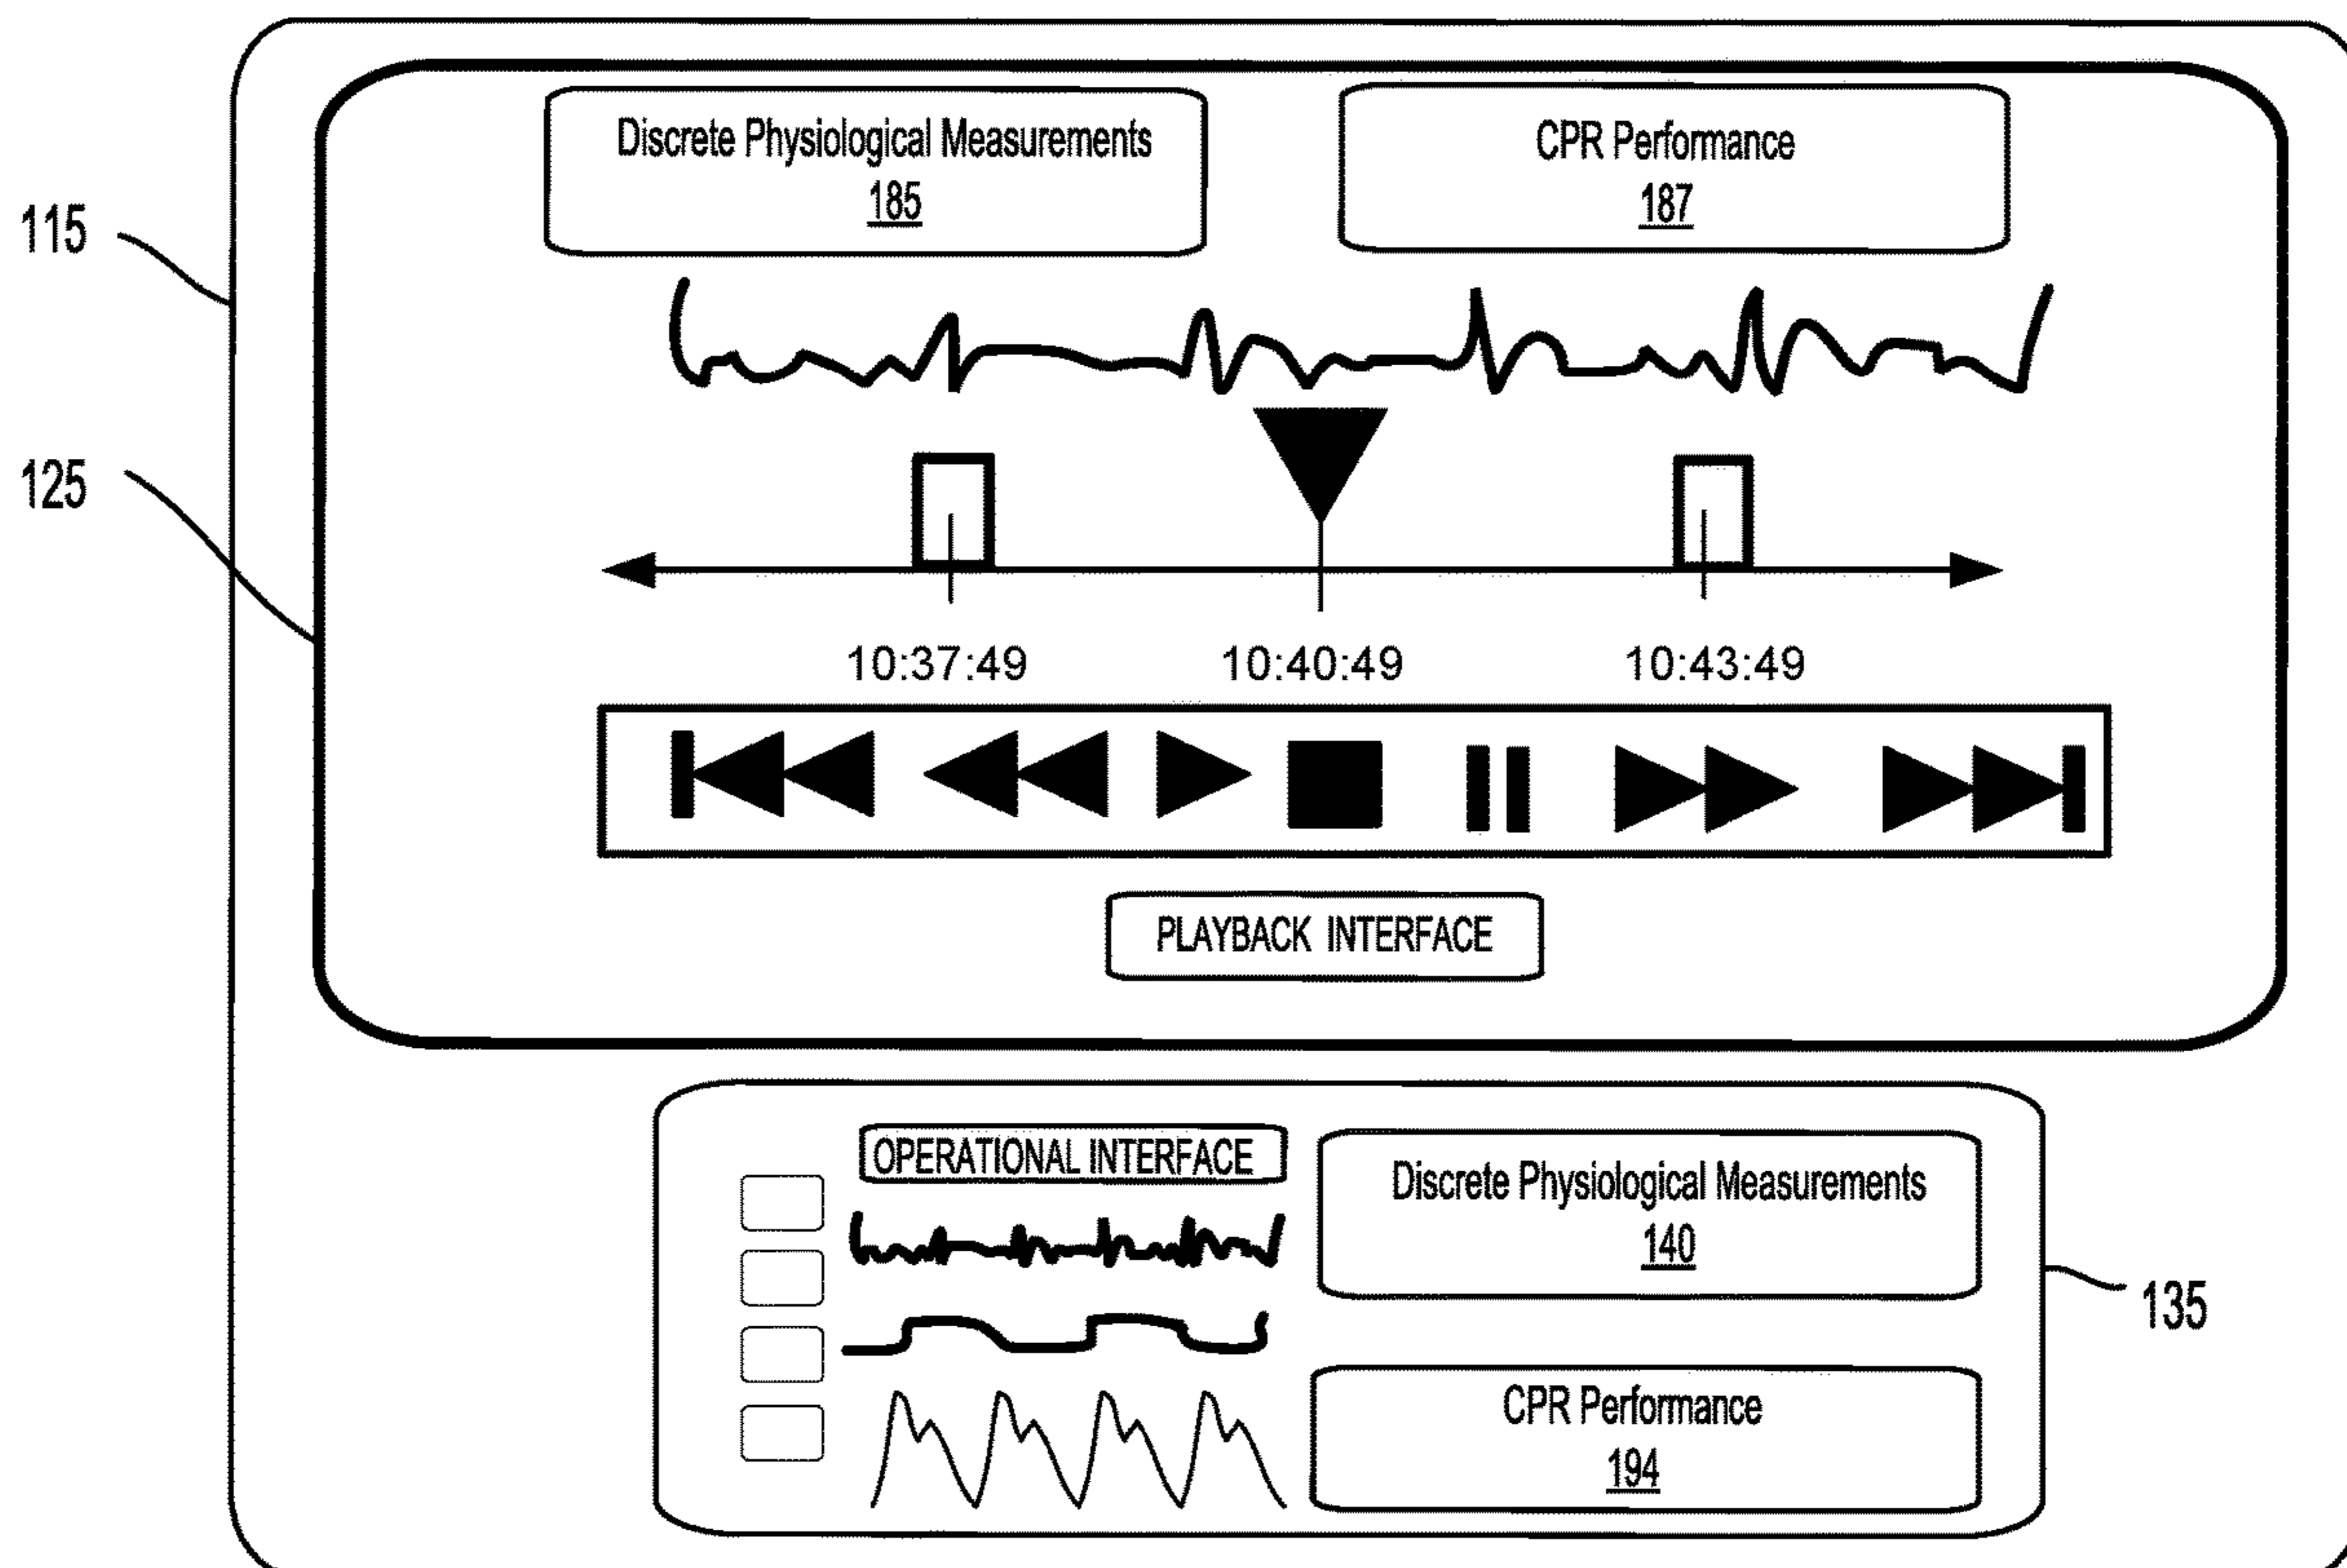 Discrete Physiological Measurements
185
CPR Performance
187
115
125
10:37:49 10:40:49 10:43:49
PLAYBACK INTERFACE
OPERATIONAL INTERFACE
Discrete Physiological Measurements
140
135
CPR Performance
194